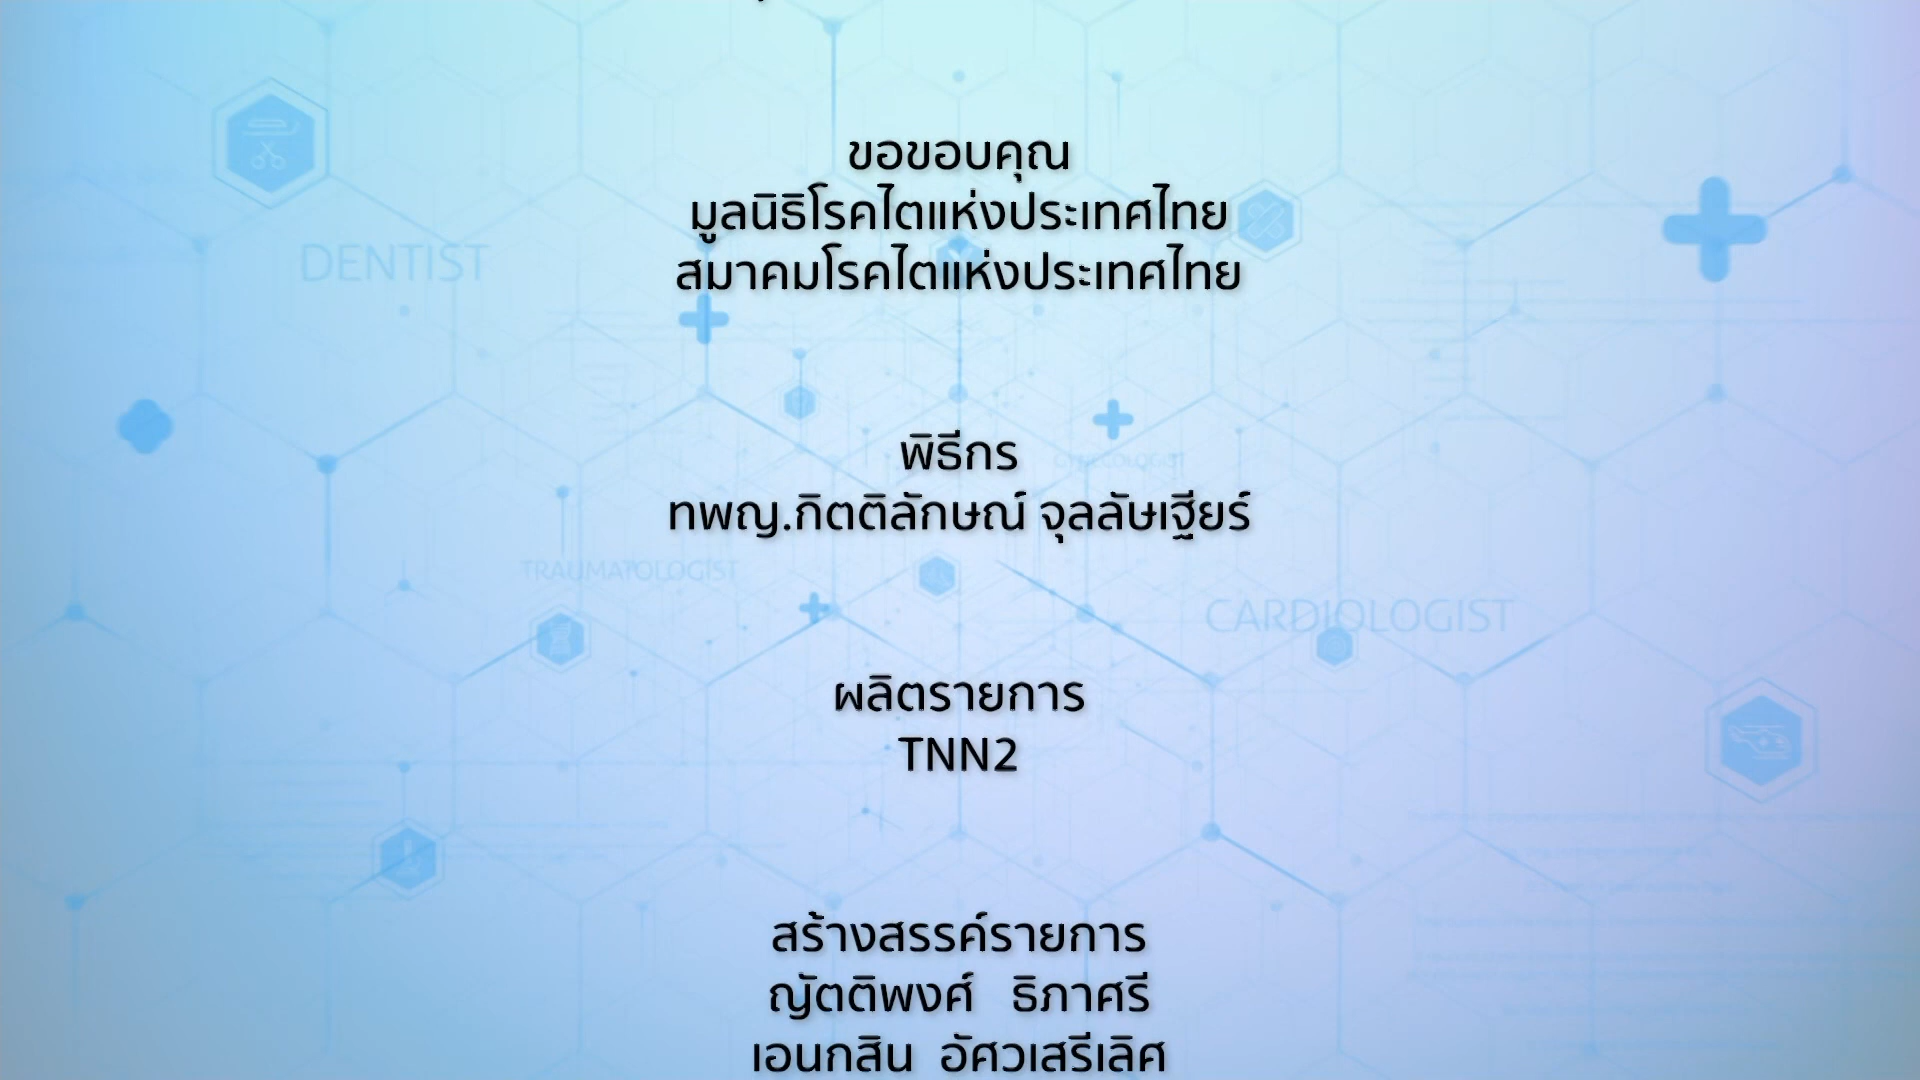 ขอขอบคุณ
มูลนิธิโรคไตแห่งประเทศไทย
สมาคมโรคไตแห่งประเทศไทย
DENTIST
พิธีกร
GYNECOLOGIST
ทพญ.กิตติลักษณ์ จุลลัษเฐียร์
TRAUMATOLOGIST
CARDIOLOGIST
ผลิตรายการ
TNN2
สร้างสรรค์รายการ
ญัตติพงศ์ ธิภาศรี
เอนกสิน อัศวเสรีเลิศ